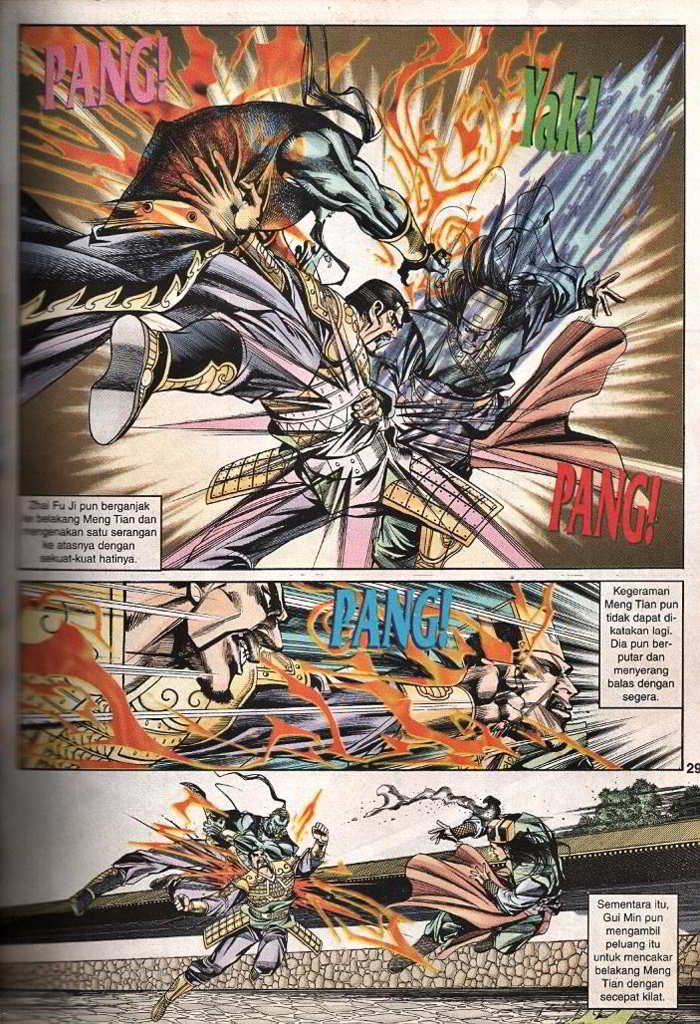 PANG!
Yak!
PANG!
Zhai Fu Ji pun berganjak
ke belakang Meng Tian dan
mengenakan satu serangan
ke atasnya dengan
sekuat-kuat hatinya.
PANG!
Kegeraman
Meng Tian pun
tidak dapat di-
katakan lagi.
Dia pun ber-
putar dan
menyerang
balas dengan
segera.
29
Sementara itu,
Gui Min pun
mengambil
peluang itu
untuk mencakar
belakang Meng
Tian dengan
secepat kilat.